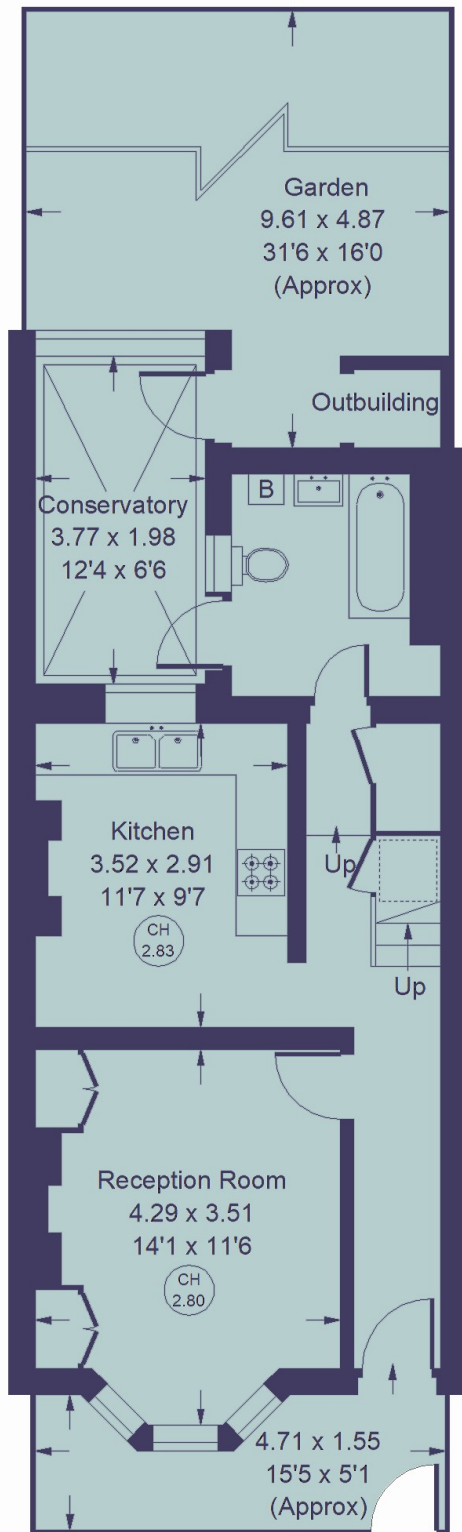 Garden
9.61 x 4.87
31'6 x 16'0
(Approx)
Outbuilding
Conservatory
3.77 x 1.98
12'4 x 6'6
B
Kitchen
3.52 x 2.91
11'7 x 9'7
CH
2.83
Up
Up
Reception Room
4.29 x 3.51
14'1 x 11'6
CH
2.80
4.71 x 1.55
15'5 x 5'1
(Approx)